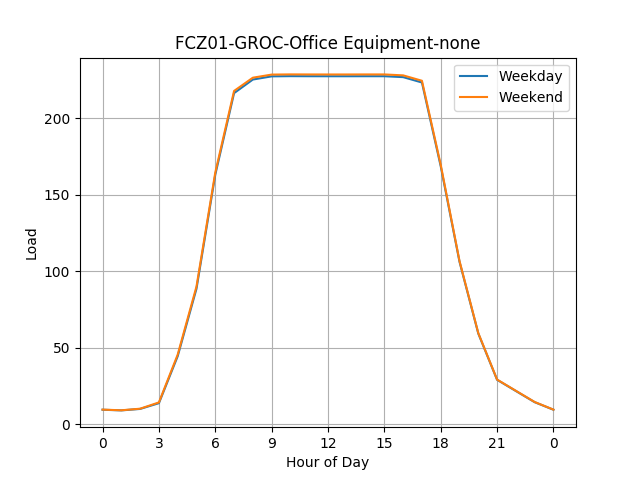 FCZ01-GROC-Office Equipment-none
Weekday
Weekend
200
150
100
50
0
Load
0 3 6 9 12 15 18 21 0
Hour of Day